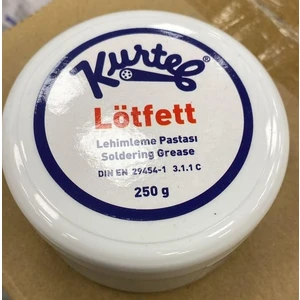 Kurtel®
Lötfett
Lehimleme Pastası
Soldering Grease
DIN EN 29454-1 3.1.1 C
250 g